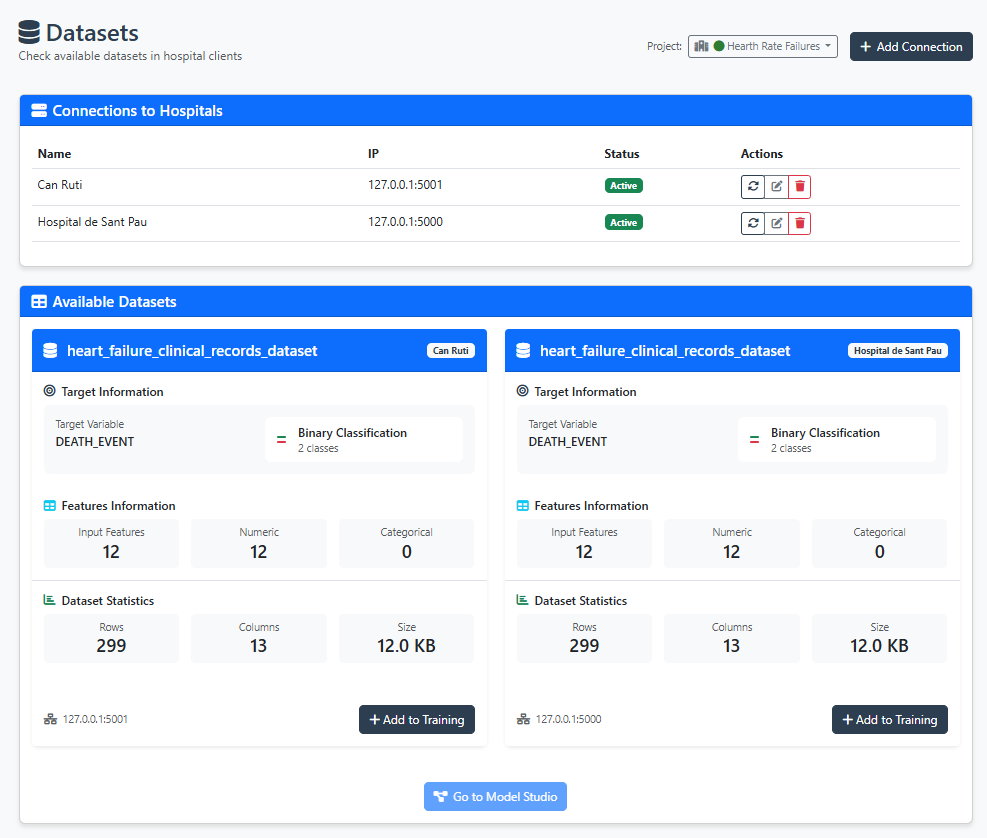 Datasets
Check available datasets in hospital clients
Project: Hearth Rate Failures
Add Connection
Connections to Hospitals
Name IP Status Actions
Can Ruti 127.0.0.1:5001 Active
Hospital de Sant Pau 127.0.0.1:5000 Active
Available Datasets
heart_failure_clinical_records_dataset Can Ruti
Target Information
Target Variable
DEATH_EVENT
Binary Classification
2 classes
Features Information
Input Features Numeric Categorical
12 12 0
Dataset Statistics
Rows Columns Size
299 13 12.0 KB
127.0.0.1:5001 Add to Training
heart_failure_clinical_records_dataset Hospital de Sant Pau
Target Information
Target Variable
DEATH_EVENT
Binary Classification
2 classes
Features Information
Input Features Numeric Categorical
12 12 0
Dataset Statistics
Rows Columns Size
299 13 12.0 KB
127.0.0.1:5000 Add to Training
Go to Model Studio